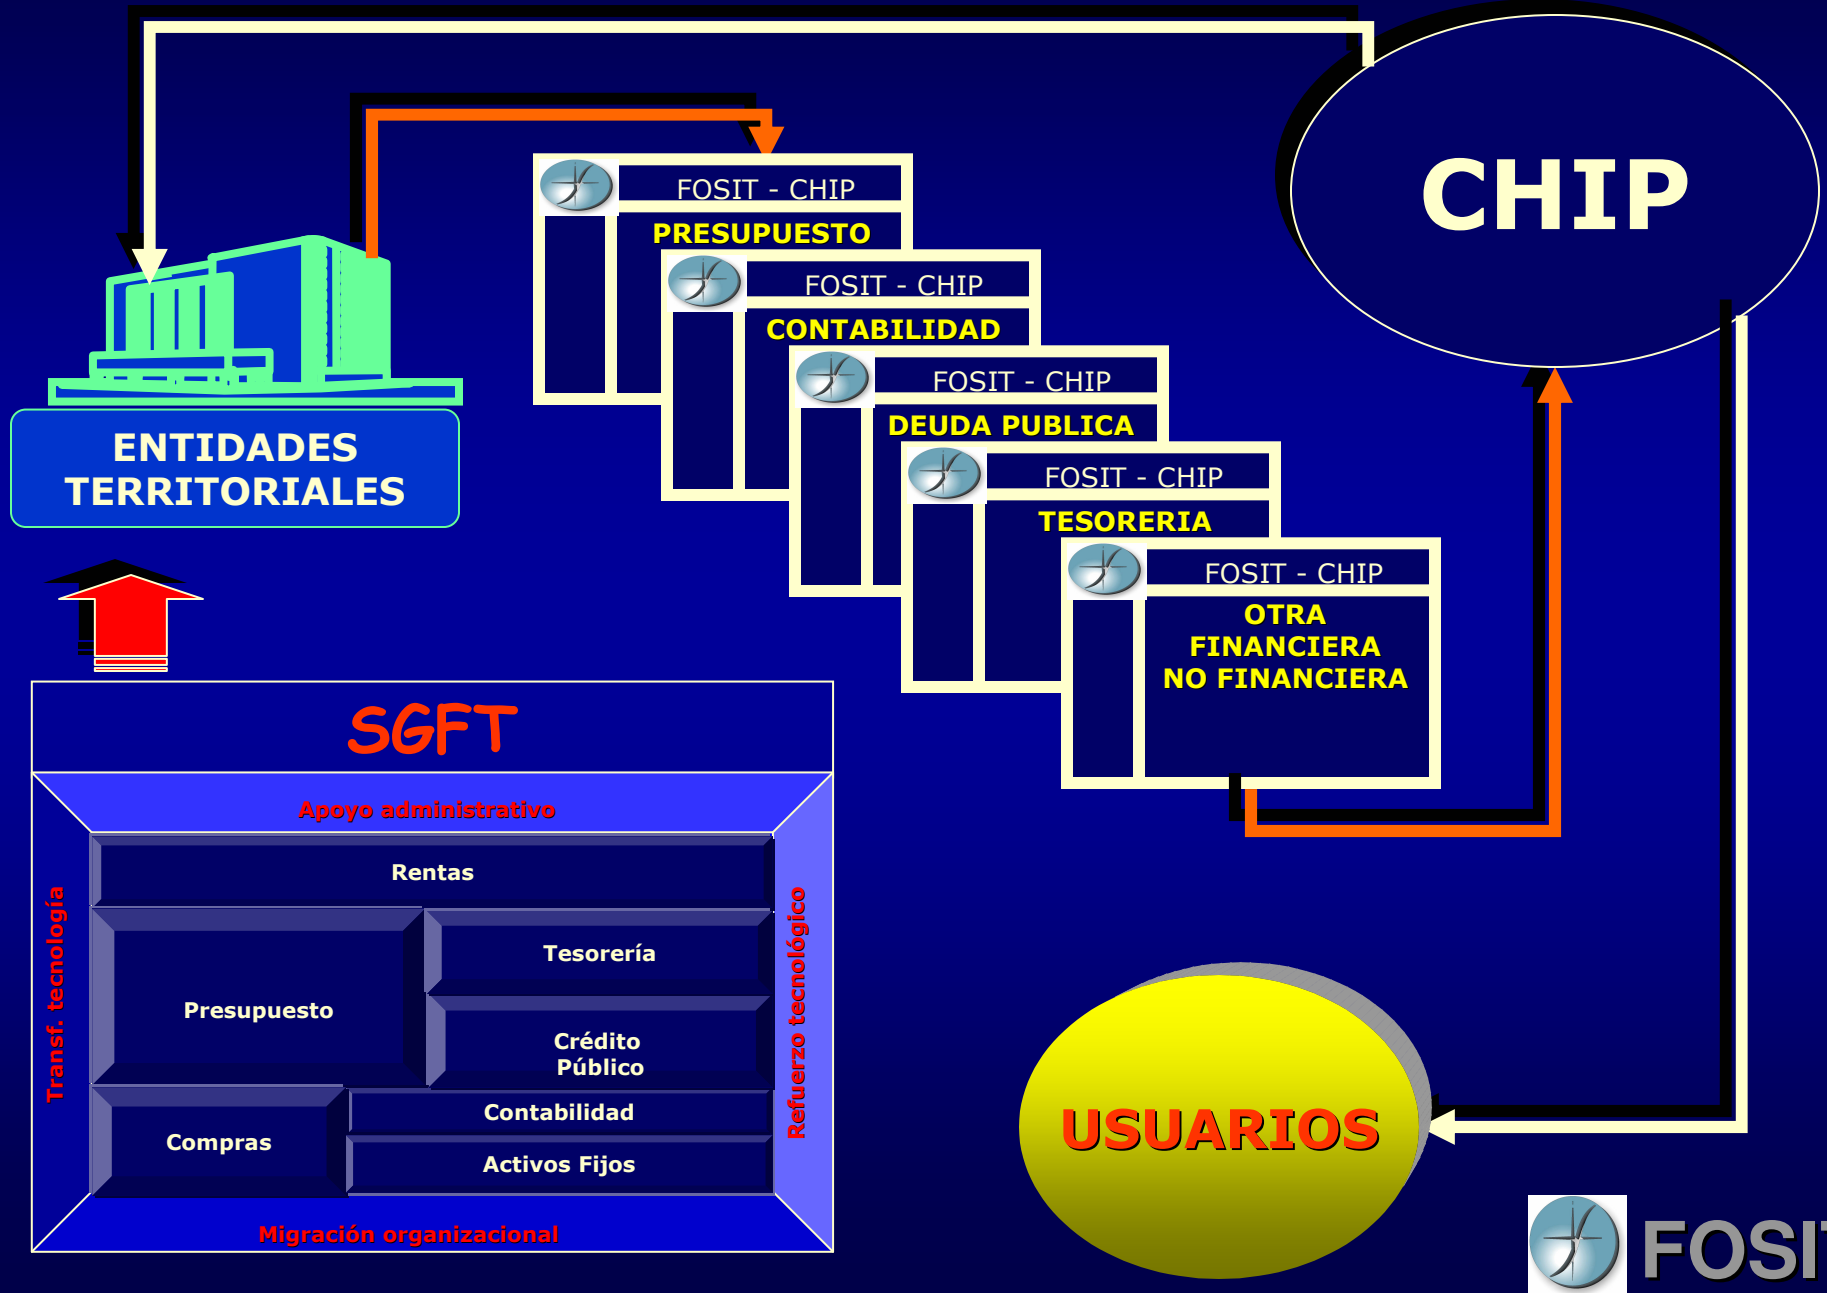 CHIP
FOSIT - CHIP
PRESUPUESTO
FOSIT - CHIP
CONTABILIDAD
FOSIT - CHIP
DEUDA PUBLICA
FOSIT - CHIP
TESORERIA
FOSIT - CHIP
OTRA
FINANCIERA
NO FINANCIERA
ENTIDADES
TERRITORIALES
SGFT
Apoyo administrativo
Transf. tecnología
Rentas
Presupuesto
Tesorería
Crédito
Público
Compras
Contabilidad
Activos Fijos
Refuerzo tecnológico
Migración organizacional
USUARIOS
FOSIT